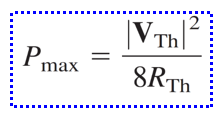 P_max = |V_Th|² / 8R_Th